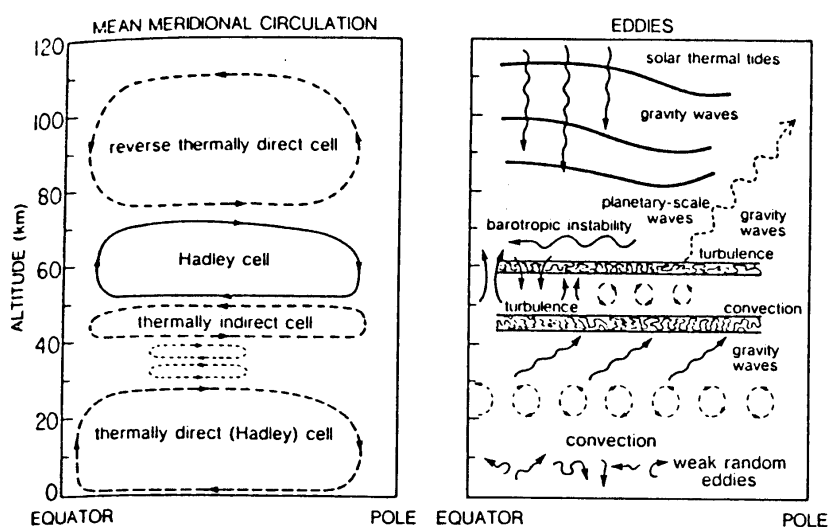 MEAN MERIDIONAL CIRCULATION
120
100
80
60
40
20
0
ALTITUDE (km)
reverse thermally direct cell
Hadley cell
thermally indirect cell
thermally direct (Hadley) cell
EQUATOR
POLE
EDDIES
solar thermal tides
gravity waves
planetary-scale
waves
gravity
waves
barotropic instability
turbulence
turbulence
convection
gravity
waves
convection
weak random
eddies
EQUATOR
POLE